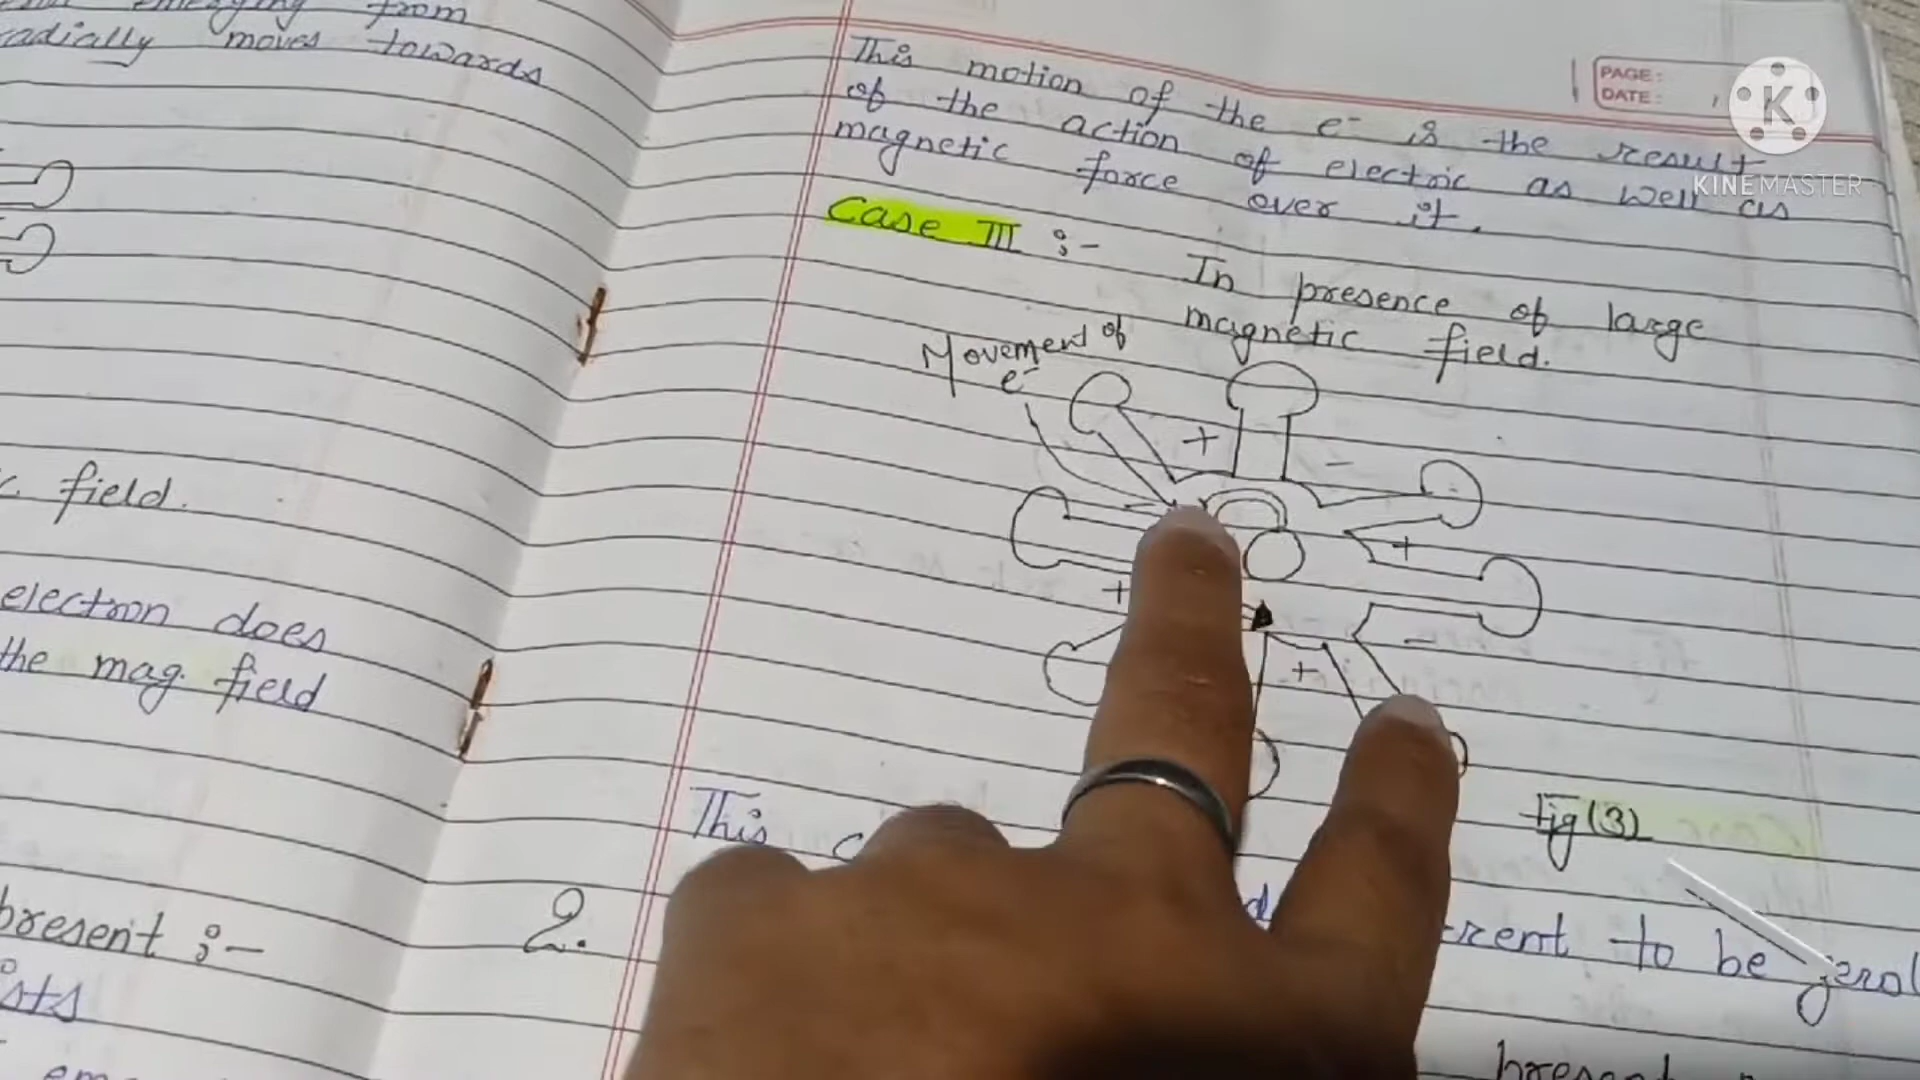 emerging from
radially moves towards
field.
electron does
the mag. field
present :-
2.
PAGE:
DATE:
This motion of the e- is the result
of the action of electric as well as
magnetic force over it.
Case III :- In presence of large
magnetic field.
Movement of
e-
+
-
+
+
-
+
Fig (3)
This
to be zero
present
K
KINEMASTER